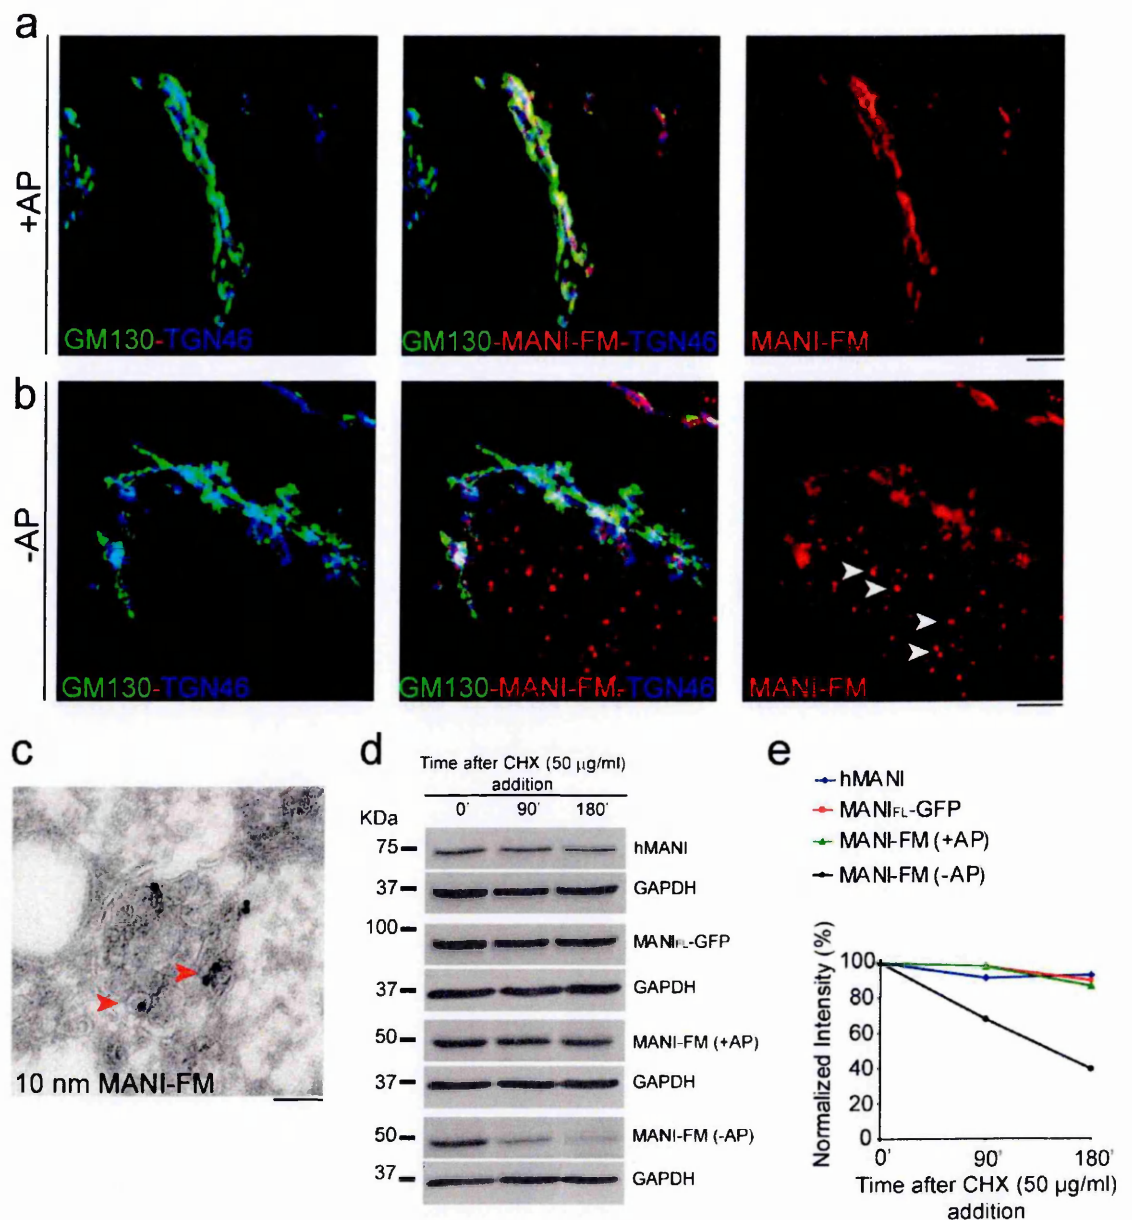 a
+AP
GM130-TGN46
GM130-MANI-FM-TGN46
MANI-FM
b
-AP
GM130-TGN46
GM130-MANI-FM-TGN46
MANI-FM
c
10 nm MANI-FM
d
Time after CHX (50 µg/ml)
addition
0' 90' 180'
KDa
75 hMANI
37 GAPDH
100 MANIFL-GFP
37 GAPDH
50 MANI-FM (+AP)
37 GAPDH
50 MANI-FM (-AP)
37 GAPDH
e
hMANI
MANIFL-GFP
MANI-FM (+AP)
MANI-FM (-AP)
Normalized Intensity (%)
100
80
60
40
20
0
0' 90' 180'
Time after CHX (50 µg/ml)
addition